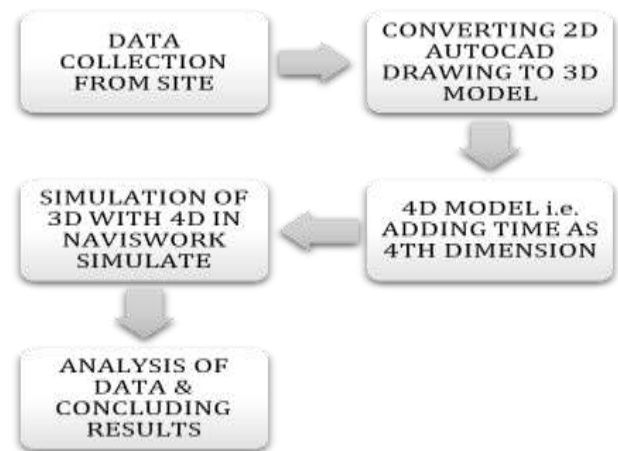 DATA
COLLECTION
FROM SITE
CONVERTING 2D
AUTOCAD
DRAWING TO 3D
MODEL
4D MODEL i.e.
ADDING TIME AS
4TH DIMENSION
SIMULATION OF
3D WITH 4D IN
NAVISWORK
SIMULATE
ANALYSIS OF
DATA &
CONCLUDING
RESULTS